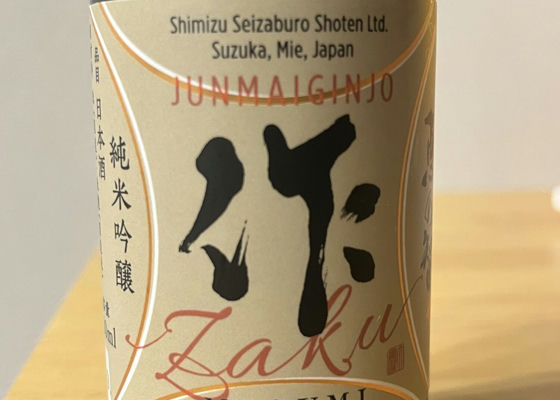 Shimizu Seizaburo Shoten Ltd.
Suzuka, Mie, Japan
JUNMAIGINJO
作
Zaku
純米吟醸
日本酒